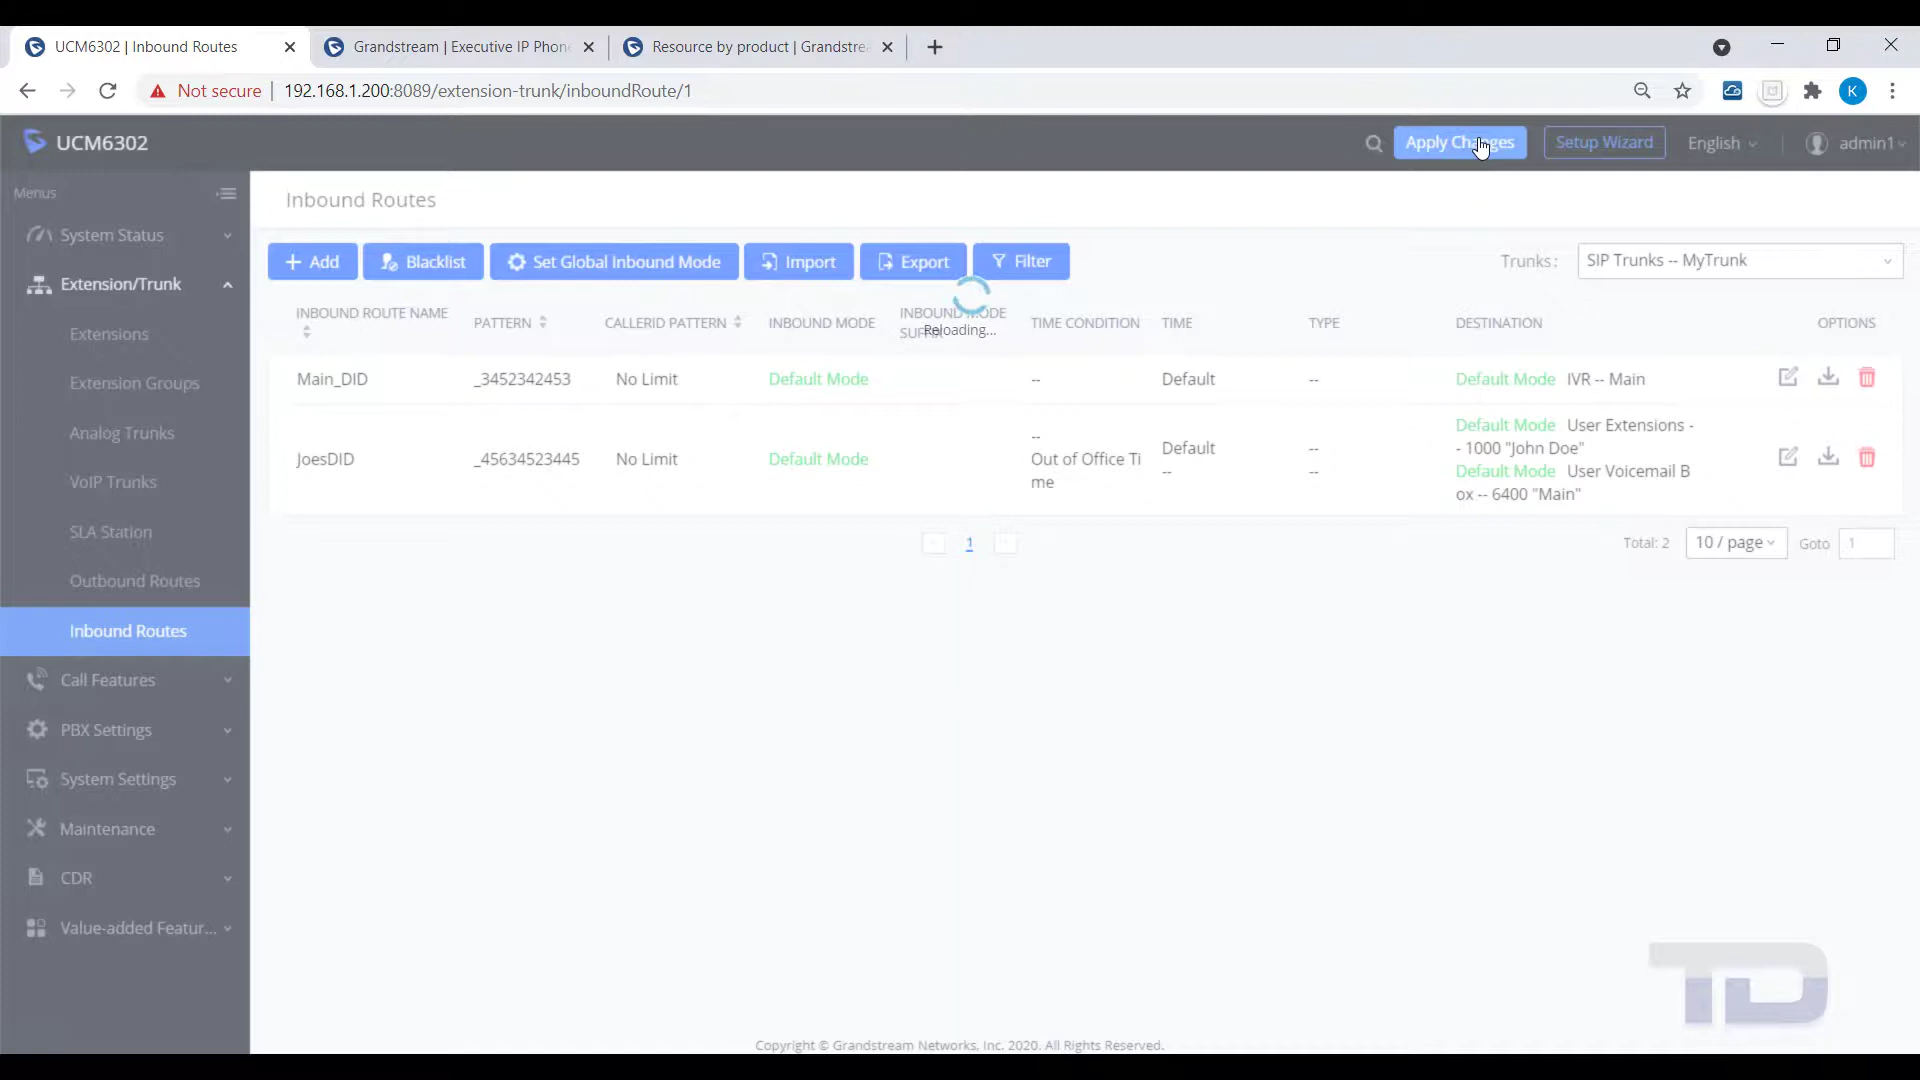 UCM6302 | Inbound Routes
Grandstream | Executive IP Phon
Resource by product | Grandstre
Not secure
192.168.1.200:8089/extension-trunk/inboundRoute/1
K
UCM6302
Apply Changes
Setup Wizard
English
admin1
Menus
System Status
Extension/Trunk
Extensions
Extension Groups
Analog Trunks
VoIP Trunks
SLA Station
Outbound Routes
Inbound Routes
Call Features
PBX Settings
System Settings
Maintenance
CDR
Value-added Featur...
Inbound Routes
+ Add
Blacklist
Set Global Inbound Mode
Import
Export
Filter
Trunks:
SIP Trunks -- MyTrunk
Reloading...
INBOUND ROUTE NAME
PATTERN
CALLERID PATTERN
INBOUND MODE
INBOUND MODE
SUFFIX
TIME CONDITION
TIME
TYPE
DESTINATION
OPTIONS
Main_DID
_3452342453
No Limit
Default Mode
--
Default
--
Default Mode IVR -- Main
JoesDID
_45634523445
No Limit
Default Mode
--
Out of Office Ti
me
Default
--
--
--
Default Mode User Extensions -
- 1000 "John Doe"
Default Mode User Voicemail B
ox -- 6400 "Main"
1
Total: 2
10 / page
Goto
1
Copyright © Grandstream Networks, Inc. 2020. All Rights Reserved.
TD